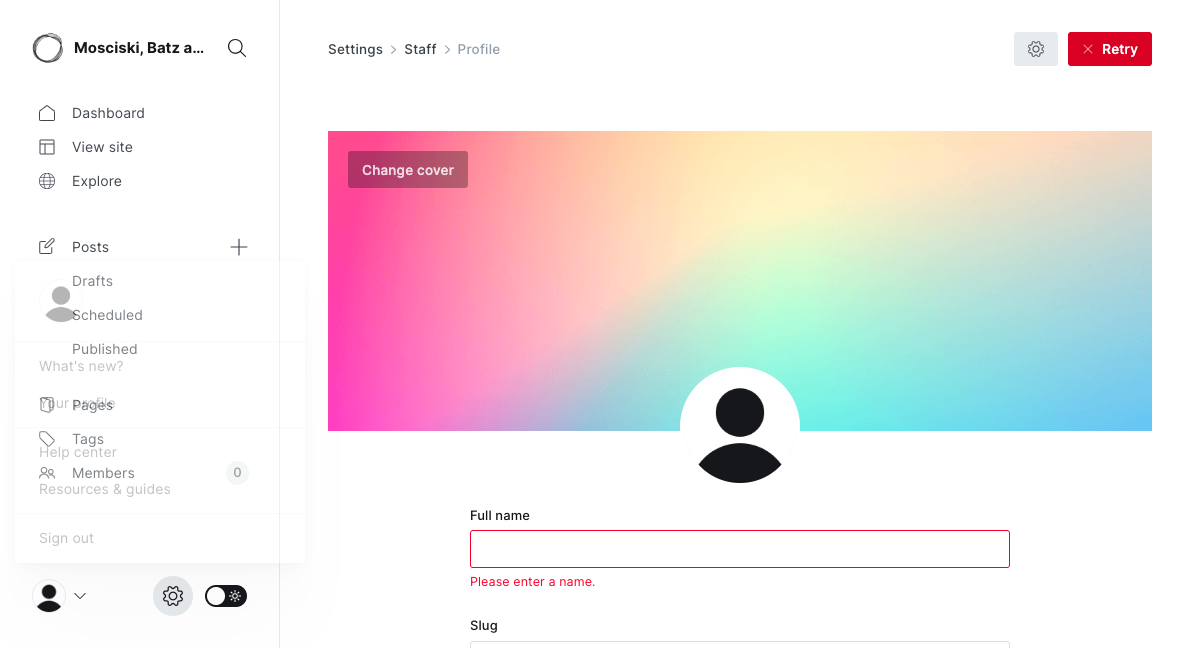 Mosciski, Batz a...
Dashboard
View site
Explore
Posts
Drafts
Scheduled
Published
What's new?
Your profile
Pages
Tags
Help center
Members
0
Resources & guides
Sign out
Settings
Staff
Profile
Retry
Change cover
Full name
Please enter a name.
Slug